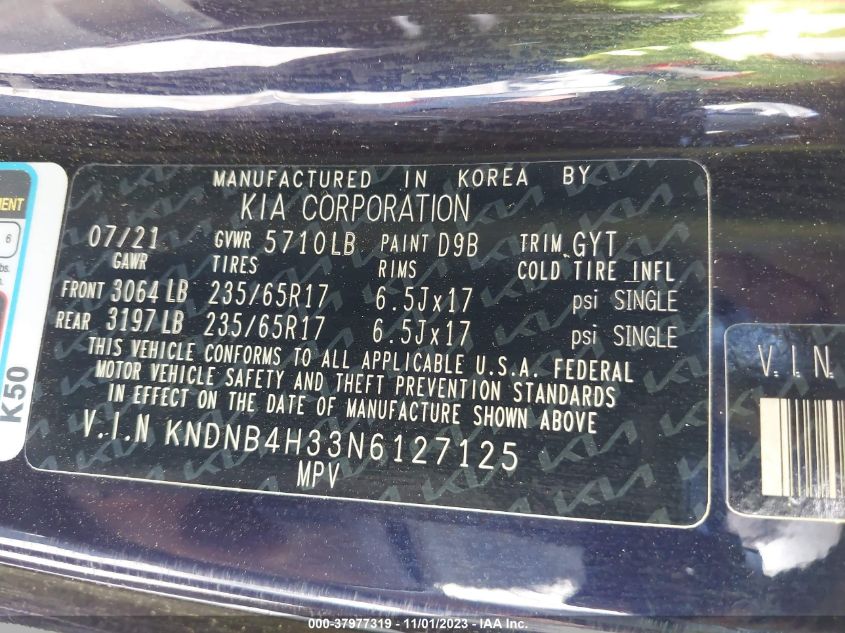 MENT
6
bs.
K50
MANUFACTURED IN KOREA BY
KIA CORPORATION
07/21 GVWR 5710LB PAINT D9B TRIM GYT
GAWR TIRES RIMS COLD TIRE INFL
FRONT 3064 LB 235/65R17 6.5Jx17 psi SINGLE
REAR 3197 LB 235/65R17 6.5Jx17 psi SINGLE
THIS VEHICLE CONFORMS TO ALL APPLICABLE U.S.A. FEDERAL
MOTOR VEHICLE SAFETY AND THEFT PREVENTION STANDARDS
IN EFFECT ON THE DATE OF MANUFACTURE SHOWN ABOVE
V.I.N KNDNB4H33N6127125
MPV
V.I.N.
000-37977319 - 11/01/2023 - IAA Inc.